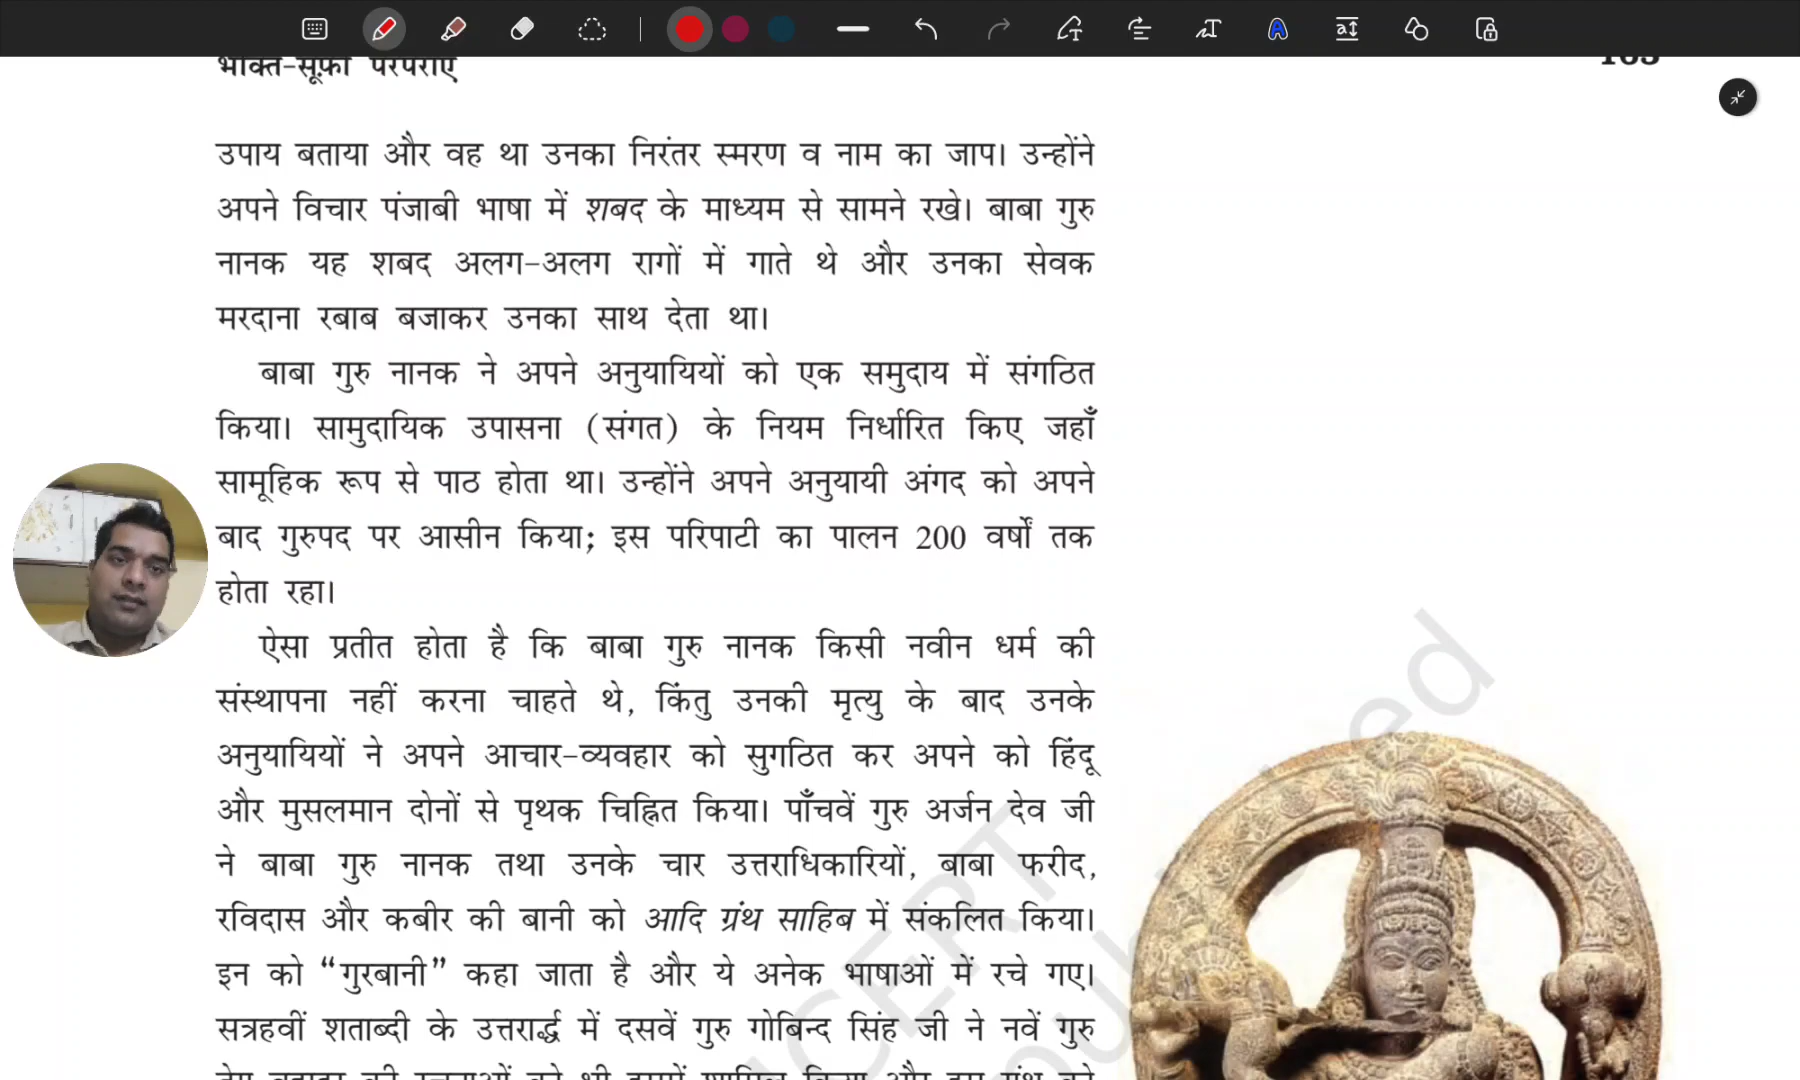 भक्ति-सूफ़ी परंपराएँ
उपाय बताया और वह था उनका निरंतर स्मरण व नाम का जाप। उन्होंने
अपने विचार पंजाबी भाषा में शबद के माध्यम से सामने रखे। बाबा गुरु
नानक यह शबद अलग-अलग रागों में गाते थे और उनका सेवक
मरदाना रबाब बजाकर उनका साथ देता था।
बाबा गुरु नानक ने अपने अनुयायियों को एक समुदाय में संगठित
किया। सामुदायिक उपासना (संगत) के नियम निर्धारित किए जहाँ
सामूहिक रूप से पाठ होता था। उन्होंने अपने अनुयायी अंगद को अपने
बाद गुरुपद पर आसीन किया; इस परिपाटी का पालन 200 वर्षों तक
होता रहा।
ऐसा प्रतीत होता है कि बाबा गुरु नानक किसी नवीन धर्म की
संस्थापना नहीं करना चाहते थे, किंतु उनकी मृत्यु के बाद उनके
अनुयायियों ने अपने आचार-व्यवहार को सुगठित कर अपने को हिंदू
और मुसलमान दोनों से पृथक चिह्नित किया। पाँचवें गुरु अर्जन देव जी
ने बाबा गुरु नानक तथा उनके चार उत्तराधिकारियों, बाबा फरीद,
रविदास और कबीर की बानी को आदि ग्रंथ साहिब में संकलित किया।
इन को “गुरबानी” कहा जाता है और ये अनेक भाषाओं में रचे गए।
सत्रहवीं शताब्दी के उत्तरार्द्ध में दसवें गुरु गोबिन्द सिंह जी ने नवें गुरु